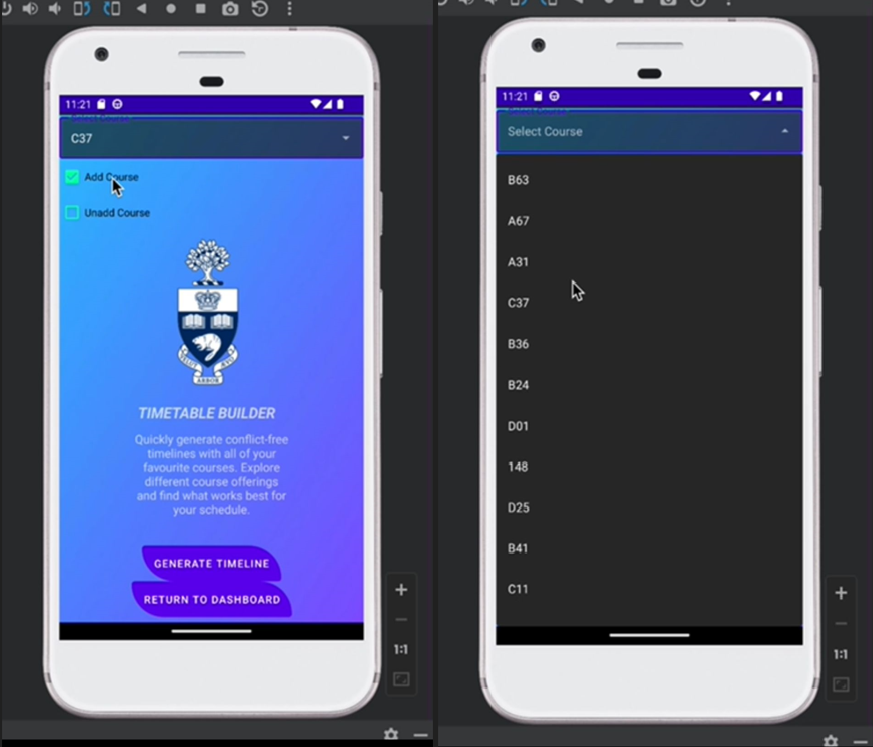 11:21
Select Course
C37
Add Course
Unadd Course
ARBOR
TIMETABLE BUILDER
Quickly generate conflict-free
timelines with all of your
favourite courses. Explore
different course offerings
and find what works best for
your schedule.
GENERATE TIMELINE
RETURN TO DASHBOARD
1:1
11:21
Select Course
B63
A67
A31
C37
B36
B24
D01
148
D25
B41
C11
1:1